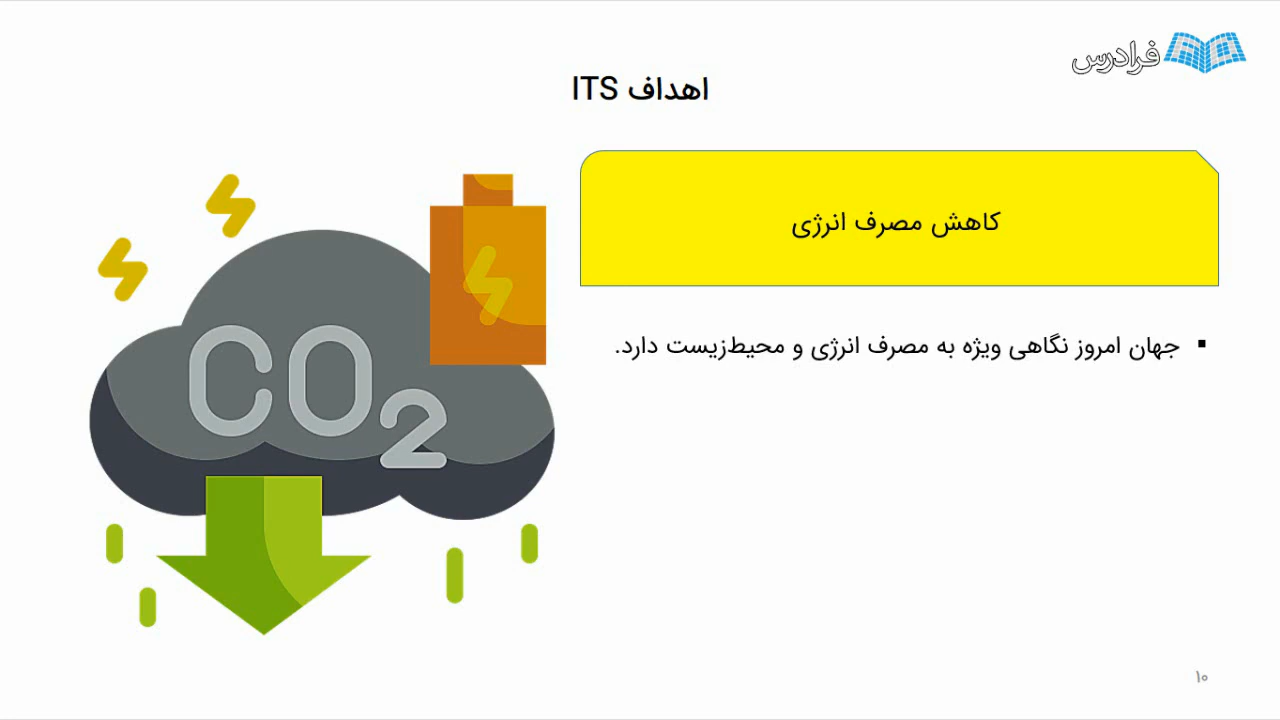 فرادرس
اهداف ITS
کاهش مصرف انرژی
▪ جهان امروز نگاهی ویژه به مصرف انرژی و محیط‌زیست دارد.
CO2
۱۰